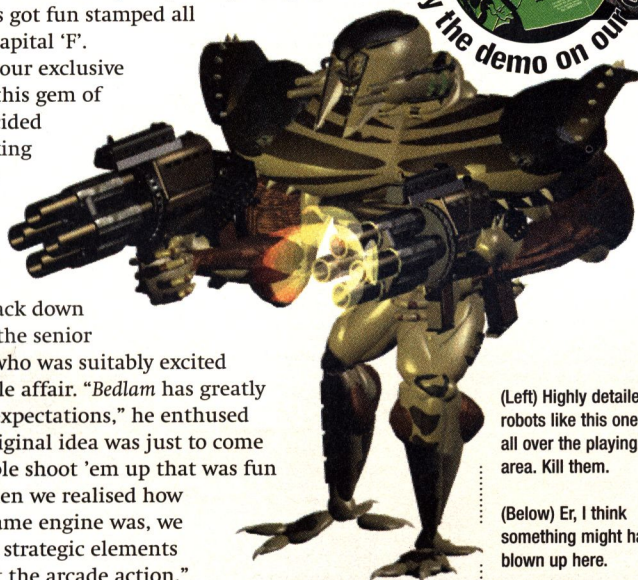 s got fun stamped all
apital ‘F’.
our exclusive
this gem of
ided
ing
the demo on our
ack down
the senior
who was suitably excited
le affair. “Bedlam has greatly
xpectations,” he enthused
iginal idea was just to come
ple shoot ’em up that was fun
en we realised how
ame engine was, we
strategic elements
t the arcade action.”
(Left) Highly detaile
robots like this one
all over the playing
area. Kill them.
(Below) Er, I think
something might ha
blown up here.